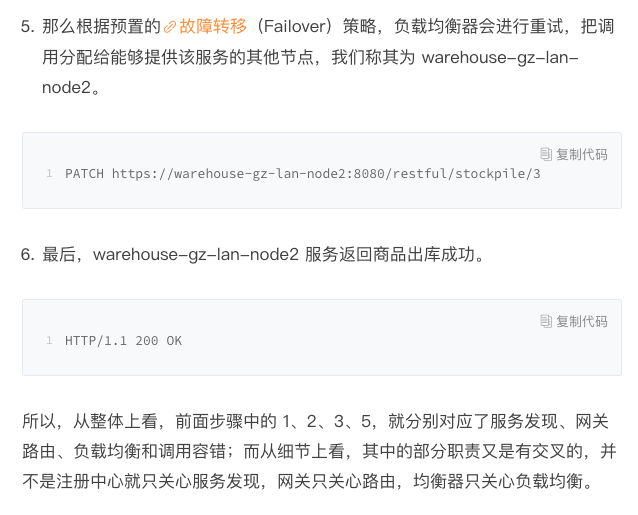 5. 那么根据预置的故障转移（Failover）策略，负载均衡器会进行重试，把调
用分配给能够提供该服务的其他节点，我们称其为 warehouse-gz-lan-
node2。
复制代码
1 PATCH https://warehouse-gz-lan-node2:8080/restful/stockpile/3
6. 最后，warehouse-gz-lan-node2 服务返回商品出库成功。
复制代码
1 HTTP/1.1 200 OK
所以，从整体上看，前面步骤中的 1、2、3、5，就分别对应了服务发现、网关
路由、负载均衡和调用容错；而从细节上看，其中的部分职责又是有交叉的，并
不是注册中心就只关心服务发现，网关只关心路由，均衡器只关心负载均衡。